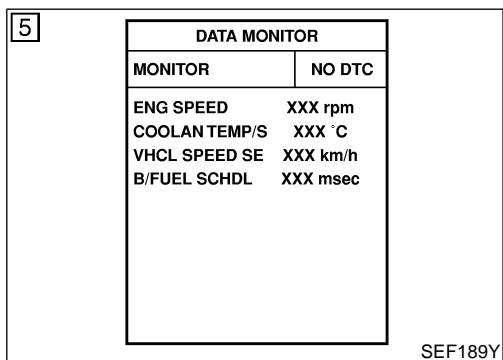 5
DATA MONITOR
MONITOR NO DTC
ENG SPEED XXX rpm
COOLAN TEMP/S XXX °C
VHCL SPEED SE XXX km/h
B/FUEL SCHDL XXX msec
SEF189Y